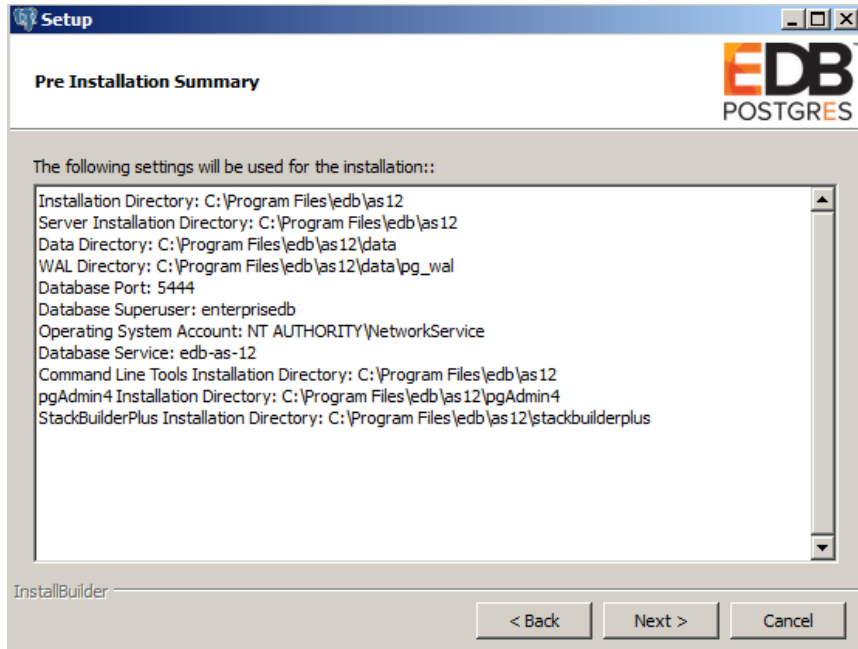 Setup
Pre Installation Summary
EDB
POSTGRES
The following settings will be used for the installation::
Installation Directory: C:\Program Files\edb\as12
Server Installation Directory: C:\Program Files\edb\as12
Data Directory: C:\Program Files\edb\as12\data
WAL Directory: C:\Program Files\edb\as12\data\pg_wal
Database Port: 5444
Database Superuser: enterprisedb
Operating System Account: NT AUTHORITY\NetworkService
Database Service: edb-as-12
Command Line Tools Installation Directory: C:\Program Files\edb\as12
pgAdmin4 Installation Directory: C:\Program Files\edb\as12\pgAdmin4
StackBuilderPlus Installation Directory: C:\Program Files\edb\as12\stackbuilderplus
InstallBuilder
< Back Next > Cancel